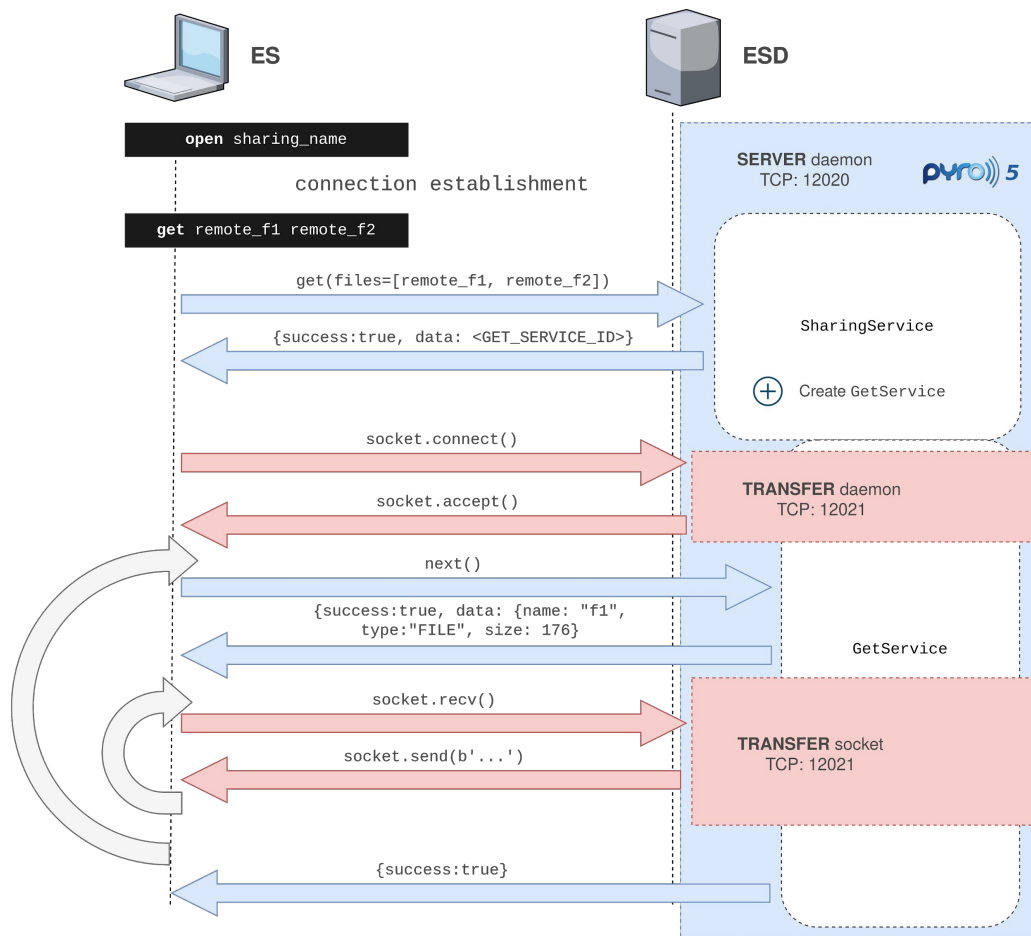 ES
ESD
open sharing_name
SERVER daemon
TCP: 12020
pyro 5
connection establishment
get remote_f1 remote_f2
get(files=[remote_f1, remote_f2])
SharingService
{success:true, data: <GET_SERVICE_ID>}
Create GetService
socket.connect()
TRANSFER daemon
TCP: 12021
socket.accept()
next()
{success:true, data: {name: "f1",
type:"FILE", size: 176}
GetService
socket.recv()
TRANSFER socket
TCP: 12021
socket.send(b'...')
{success:true}